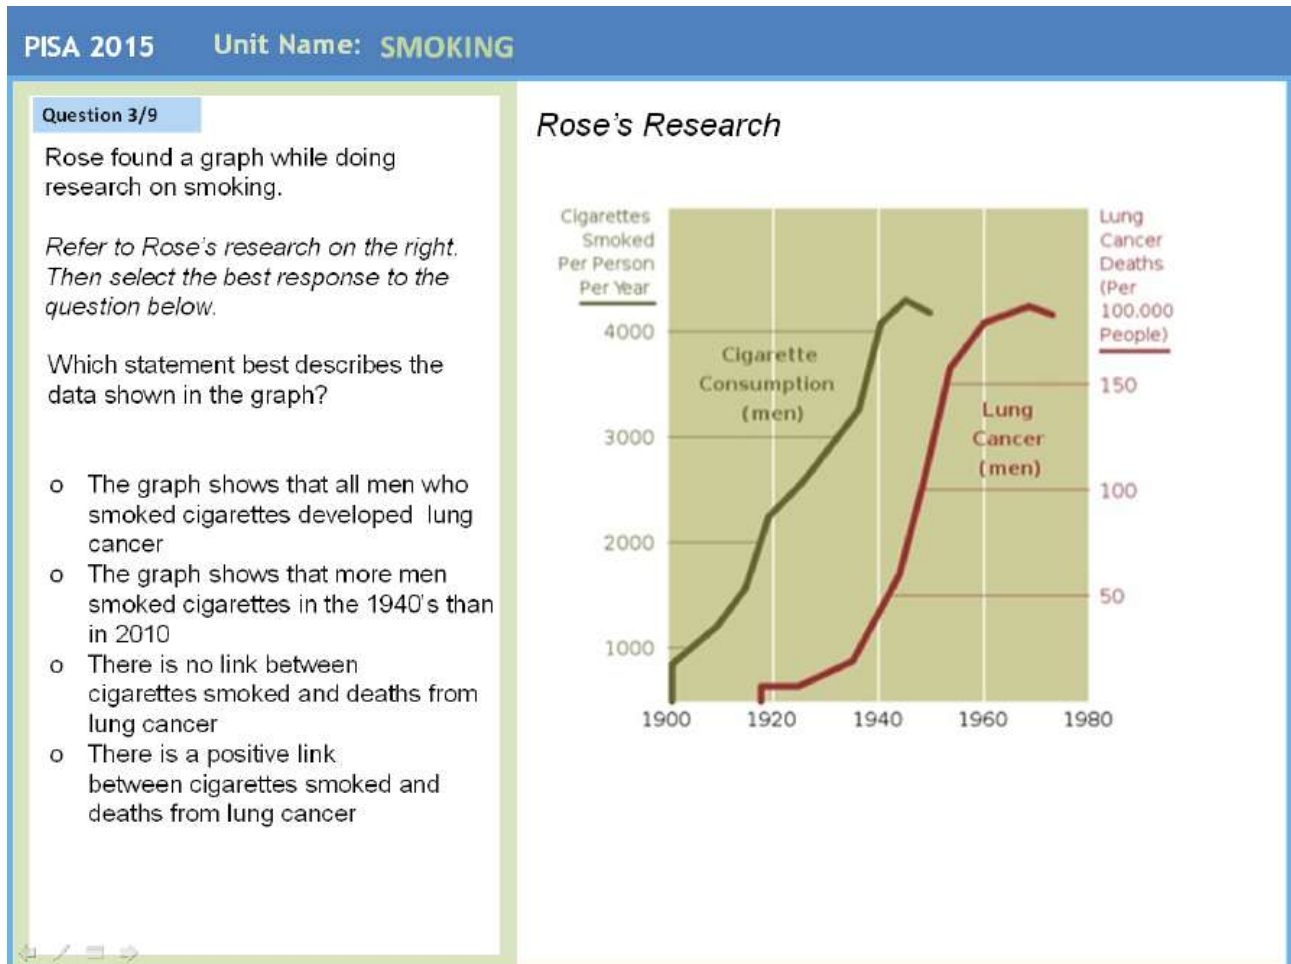 PISA 2015 Unit Name: SMOKING
Question 3/9
Rose found a graph while doing
research on smoking.
Refer to Rose's research on the right.
Then select the best response to the
question below.
Which statement best describes the
data shown in the graph?
o The graph shows that all men who
smoked cigarettes developed lung
cancer
o The graph shows that more men
smoked cigarettes in the 1940's than
in 2010
o There is no link between
cigarettes smoked and deaths from
lung cancer
o There is a positive link
between cigarettes smoked and
deaths from lung cancer
Rose's Research
Cigarettes
Smoked
Per Person
Per Year
4000
3000
2000
1000
Cigarette
Consumption
(men)
Lung
Cancer
(men)
Lung
Cancer
Deaths
(Per
100,000
People)
150
100
50
1900 1920 1940 1960 1980